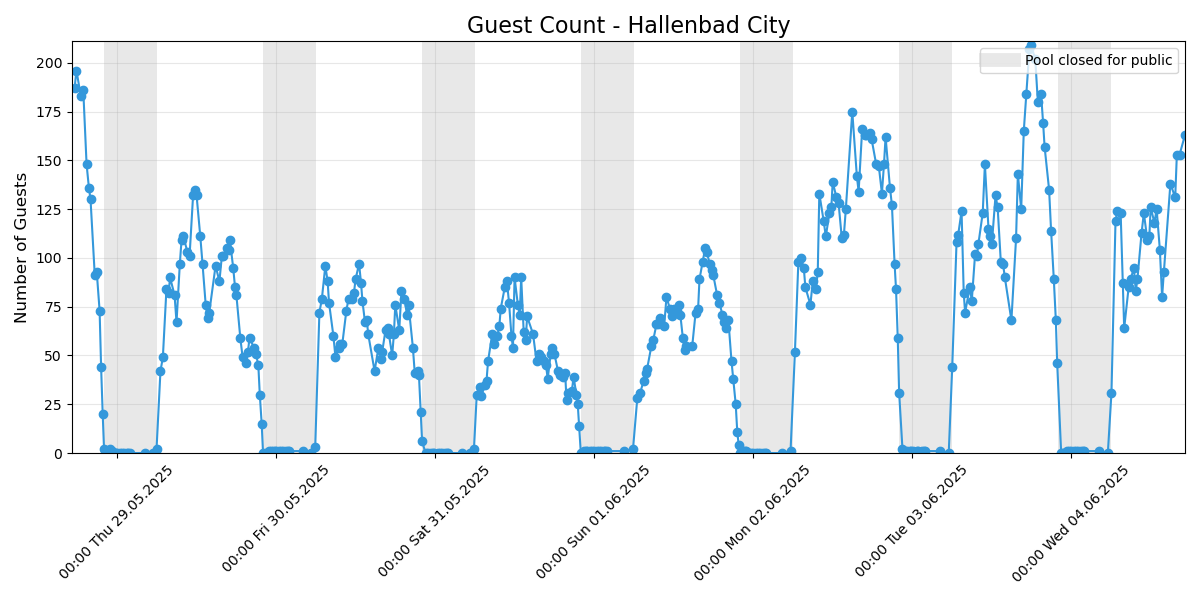 Guest Count - Hallenbad City
Pool closed for public
Number of Guests
200
175
150
125
100
75
50
25
0
00:00 Thu 29.05.2025
00:00 Fri 30.05.2025
00:00 Sat 31.05.2025
00:00 Sun 01.06.2025
00:00 Mon 02.06.2025
00:00 Tue 03.06.2025
00:00 Wed 04.06.2025